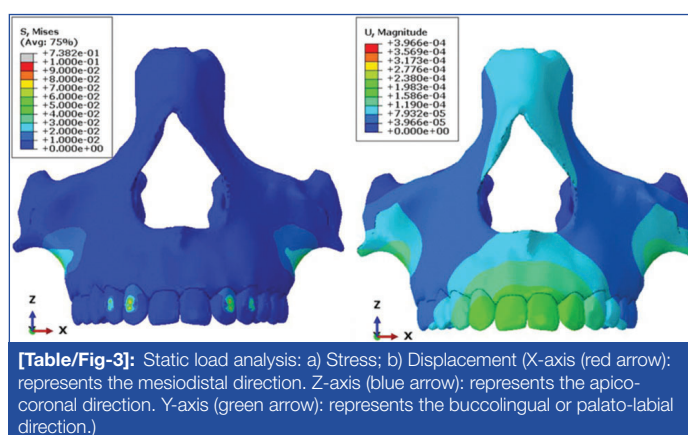 S, Mises
(Avg: 75%)
+7.382e-01
+1.000e-01
+9.000e-02
+8.000e-02
+7.000e-02
+6.000e-02
+5.000e-02
+4.000e-02
+3.000e-02
+2.000e-02
+1.000e-02
+0.000e+00
Z
X
U, Magnitude
+3.966e-04
+3.569e-04
+3.173e-04
+2.776e-04
+2.380e-04
+1.983e-04
+1.586e-04
+1.190e-04
+7.932e-05
+3.966e-05
+0.000e+00
Z
X
[Table/Fig-3]: Static load analysis: a) Stress; b) Displacement (X-axis (red arrow):
represents the mesiodistal direction. Z-axis (blue arrow): represents the apico-
coronal direction. Y-axis (green arrow): represents the buccolingual or palato-labial
direction.)